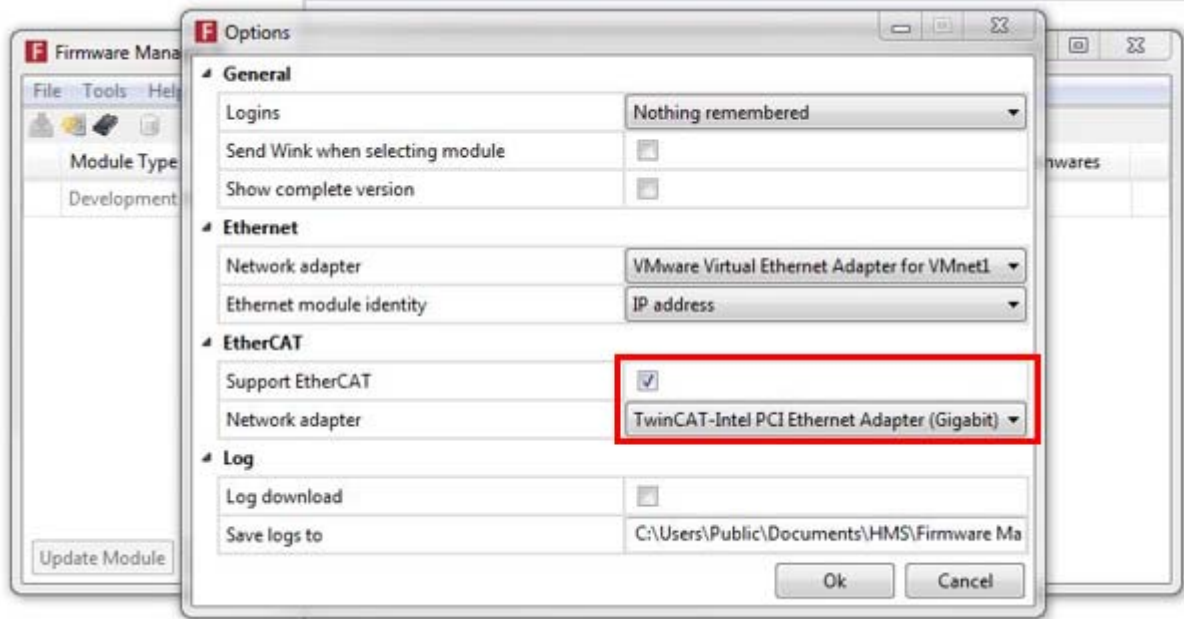 Options
Firmware Mana
General
File Tools Help
Logins Nothing remembered
Send Wink when selecting module
Module Type nwares
Show complete version
Development
Ethernet
Network adapter VMware Virtual Ethernet Adapter for VMnet1
Ethernet module identity IP address
EtherCAT
Support EtherCAT
Network adapter TwinCAT-Intel PCI Ethernet Adapter (Gigabit)
Log
Log download
Save logs to C:\Users\Public\Documents\HMS\Firmware Ma
Update Module
Ok Cancel